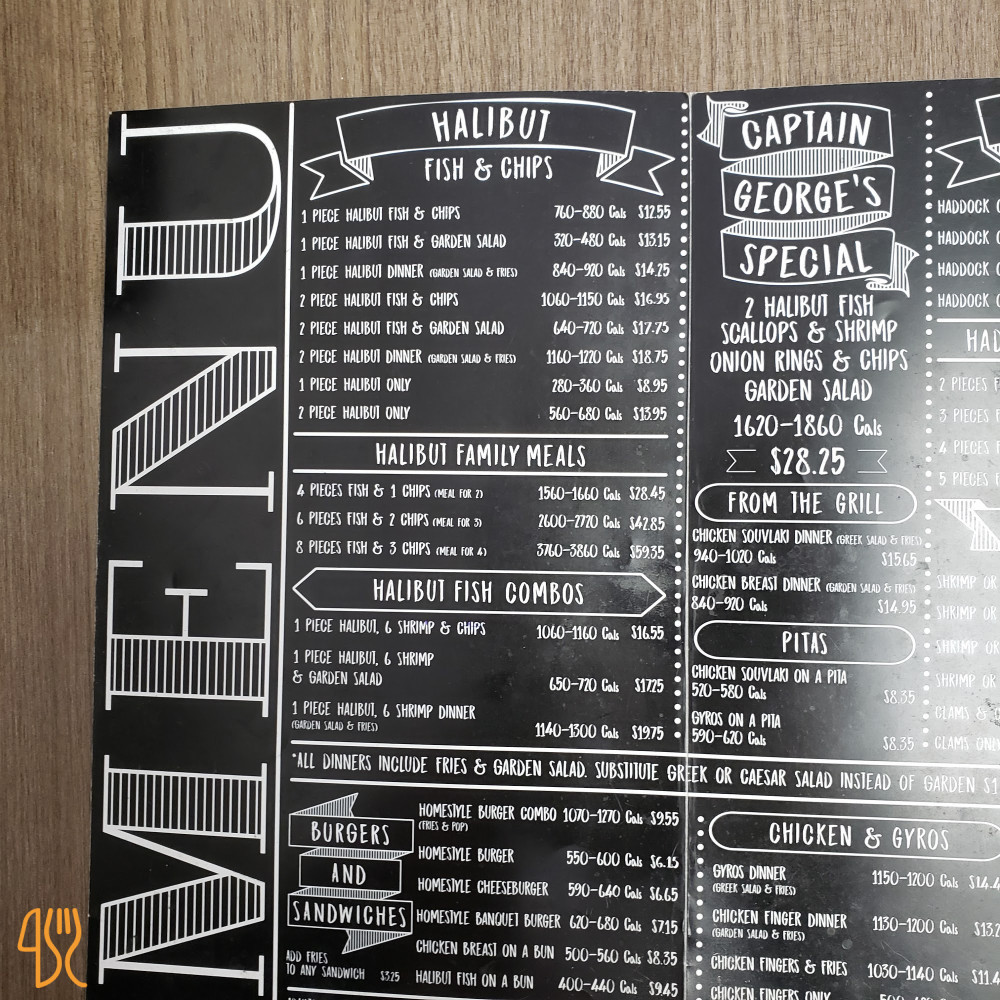 MENU
HALIBUT
FISH & CHIPS
1 PIECE HALIBUT FISH & CHIPS 760-880 Cals $12.55
1 PIECE HALIBUT FISH & GARDEN SALAD 320-480 Cals $13.15
1 PIECE HALIBUT DINNER (GARDEN SALAD & FRIES) 840-920 Cals $14.25
2 PIECE HALIBUT FISH & CHIPS 1060-1150 Cals $16.95
2 PIECE HALIBUT FISH & GARDEN SALAD 640-720 Cals $17.75
2 PIECE HALIBUT DINNER (GARDEN SALAD & FRIES) 1160-1220 Cals $18.75
1 PIECE HALIBUT ONLY 280-360 Cals $8.95
2 PIECE HALIBUT ONLY 560-680 Cals $13.95
HALIBUT FAMILY MEALS
4 PIECES FISH & 1 CHIPS (MEAL FOR 2) 1560-1660 Cals $28.45
6 PIECES FISH & 2 CHIPS (MEAL FOR 3) 2600-2720 Cals $42.85
8 PIECES FISH & 3 CHIPS (MEAL FOR 4) 3760-3860 Cals $59.35
HALIBUT FISH COMBOS
1 PIECE HALIBUT, 6 SHRIMP & CHIPS 1060-1160 Cals $16.55
1 PIECE HALIBUT, 6 SHRIMP
& GARDEN SALAD 650-720 Cals $17.25
1 PIECE HALIBUT, 6 SHRIMP DINNER
(GARDEN SALAD & FRIES) 1140-1300 Cals $19.75
CAPTAIN
GEORGE'S
SPECIAL
2 HALIBUT FISH
SCALLOPS & SHRIMP
ONION RINGS & CHIPS
GARDEN SALAD
1620-1860 Cals
$28.25
FROM THE GRILL
CHICKEN SOUVLAKI DINNER (GREEK SALAD & FRIES)
940-1020 Cals $15.65
CHICKEN BREAST DINNER (GARDEN SALAD & FRIES)
840-920 Cals $14.95
PITAS
CHICKEN SOUVLAKI ON A PITA
520-580 Cals $8.35
GYROS ON A PITA
590-620 Cals $8.35
HADDOCK
HADDOCK
HADDOCK
HADDOCK
HAD
2 PIECES F
3 PIECES F
4 PIECES F
5 PIECES F
SHRIMP OR
SHRIMP OR
SHRIMP OR
SHRIMP OR
CLAMS &
CLAMS ONLY
*ALL DINNERS INCLUDE FRIES & GARDEN SALAD. SUBSTITUTE GREEK OR CAESAR SALAD INSTEAD OF GARDEN $1
BURGERS
AND
SANDWICHES
ADD FRIES
TO ANY SANDWICH $3.25
HOMESTYLE BURGER COMBO 1070-1270 Cals $9.55
(FRIES & POP)
HOMESTYLE BURGER 550-600 Cals $6.15
HOMESTYLE CHEESEBURGER 590-640 Cals $6.65
HOMESTYLE BANQUET BURGER 620-680 Cals $7.15
CHICKEN BREAST ON A BUN 500-560 Cals $8.35
HALIBUT FISH ON A BUN 400-440 Cals $9.45
CHICKEN & GYROS
GYROS DINNER 1150-1200 Cals $14.4
(GREEK SALAD & FRIES)
CHICKEN FINGER DINNER 1130-1200 Cals $13.2
(GARDEN SALAD & FRIES)
CHICKEN FINGERS & FRIES 1030-1140 Cals $11.4
CHICKEN FINGERS ONLY